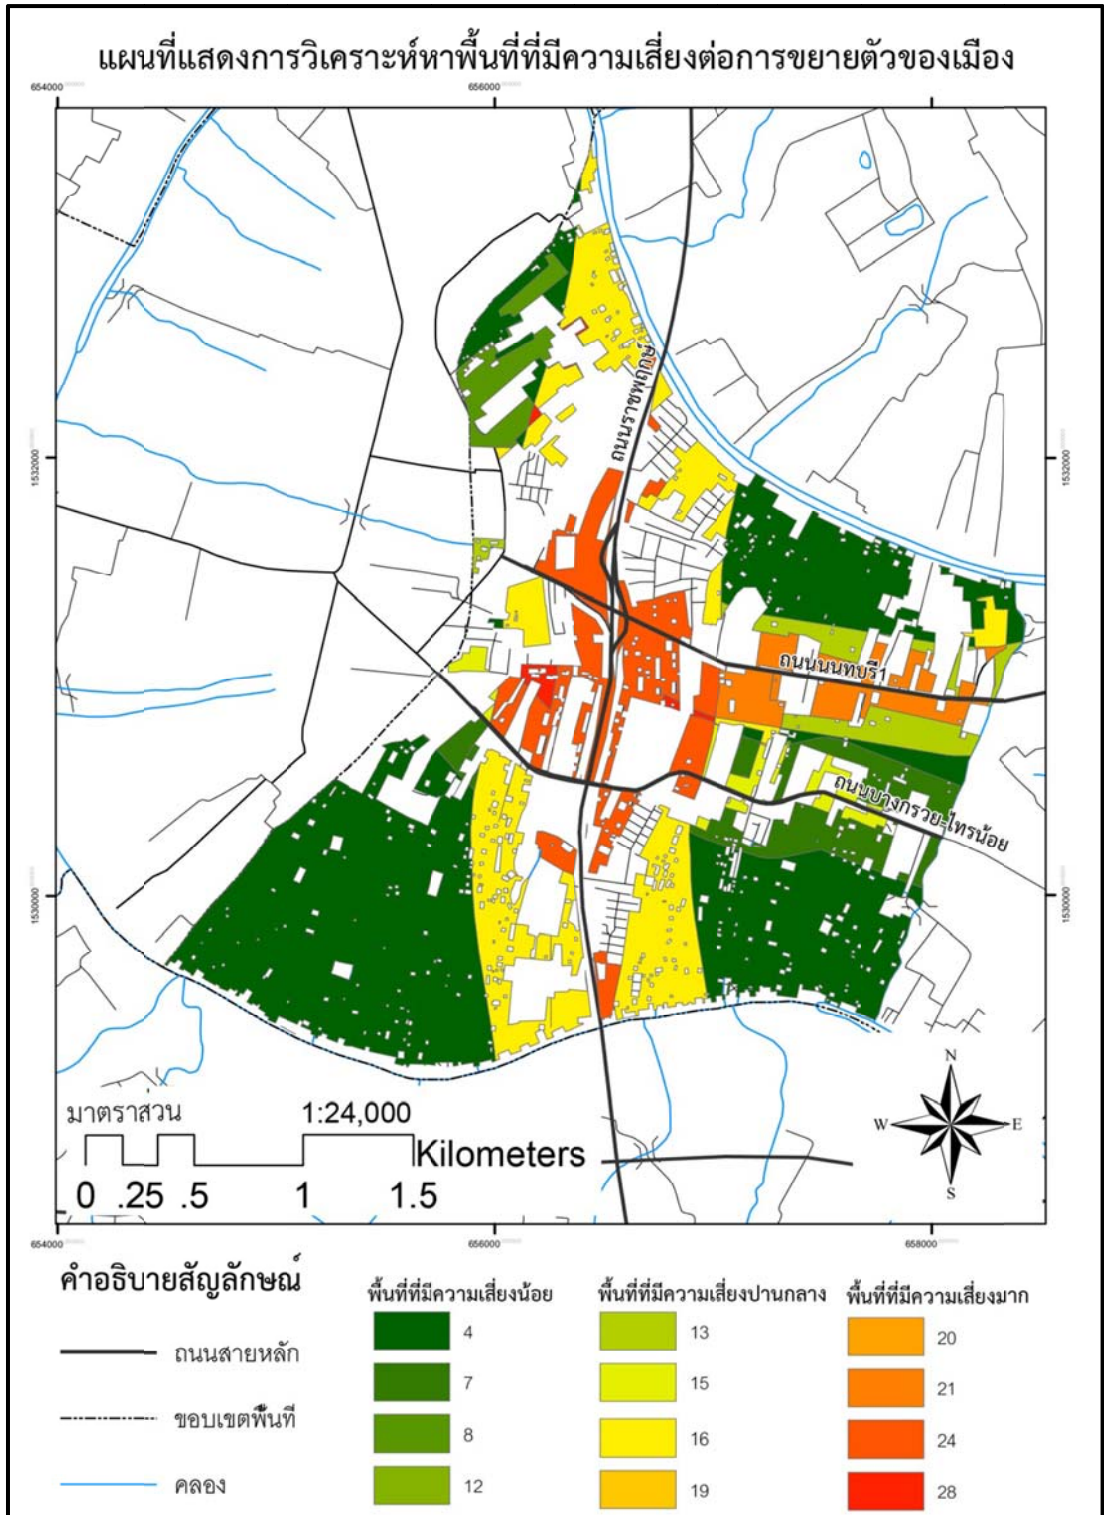 แผนที่แสดงการวิเคราะห์หาพื้นที่ที่มีความเสี่ยงต่อการขยายตัวของเมือง
654000
656000
1532000
1532000
ถนนราชพฤกษ์
ถนนนนทบุรี1
ถนนบางกรวย-ไทรน้อย
1530000
1530000
N
W
E
S
มาตราส่วน 1:24,000
Kilometers
0 .25 .5 1 1.5
654000
656000
658000
คำอธิบายสัญลักษณ์
ถนนสายหลัก
ขอบเขตพื้นที่
คลอง
พื้นที่ที่มีความเสี่ยงน้อย
4
7
8
12
พื้นที่ที่มีความเสี่ยงปานกลาง
13
15
16
19
พื้นที่ที่มีความเสี่ยงมาก
20
21
24
28